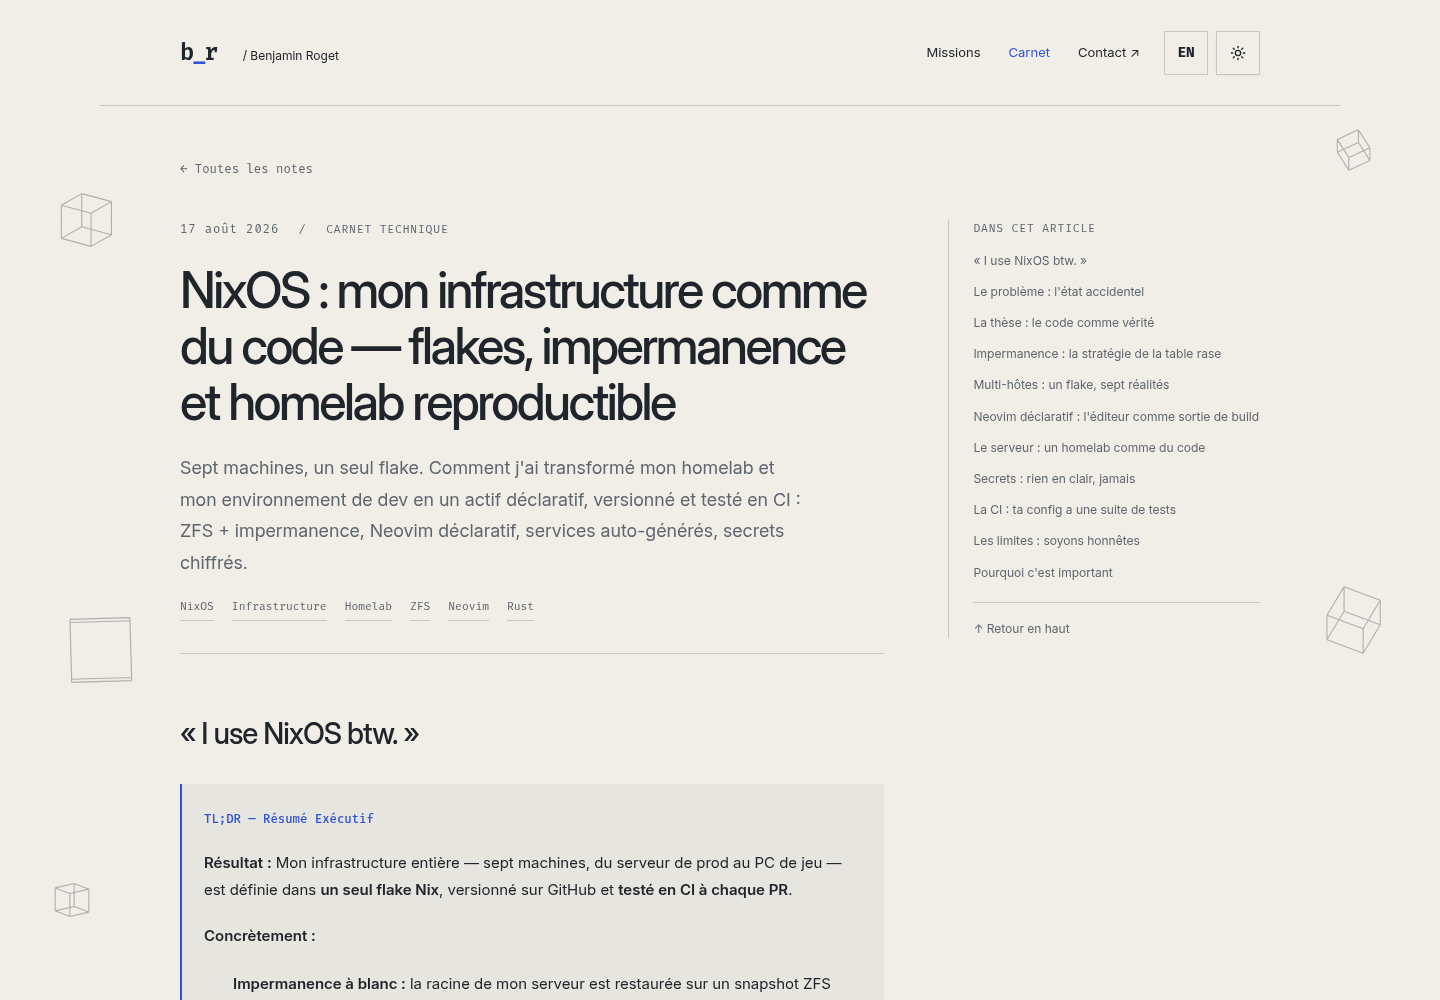 b_r / Benjamin Roget
Missions Carnet Contact ↗ EN
← Toutes les notes
17 août 2026 / CARNET TECHNIQUE
NixOS : mon infrastructure comme
du code — flakes, impermanence
et homelab reproductible
Sept machines, un seul flake. Comment j'ai transformé mon homelab et
mon environnement de dev en un actif déclaratif, versionné et testé en CI :
ZFS + impermanence, Neovim déclaratif, services auto-générés, secrets
chiffrés.
NixOS Infrastructure Homelab ZFS Neovim Rust
DANS CET ARTICLE
« I use NixOS btw. »
Le problème : l'état accidentel
La thèse : le code comme vérité
Impermanence : la stratégie de la table rase
Multi-hôtes : un flake, sept réalités
Neovim déclaratif : l'éditeur comme sortie de build
Le serveur : un homelab comme du code
Secrets : rien en clair, jamais
La CI : ta config a une suite de tests
Les limites : soyons honnêtes
Pourquoi c'est important
↑ Retour en haut
« I use NixOS btw. »
TL;DR — Résumé Exécutif
Résultat : Mon infrastructure entière — sept machines, du serveur de prod au PC de jeu —
est définie dans un seul flake Nix, versionné sur GitHub et testé en CI à chaque PR.
Concrètement :
Impermanence à blanc : la racine de mon serveur est restaurée sur un snapshot ZFS